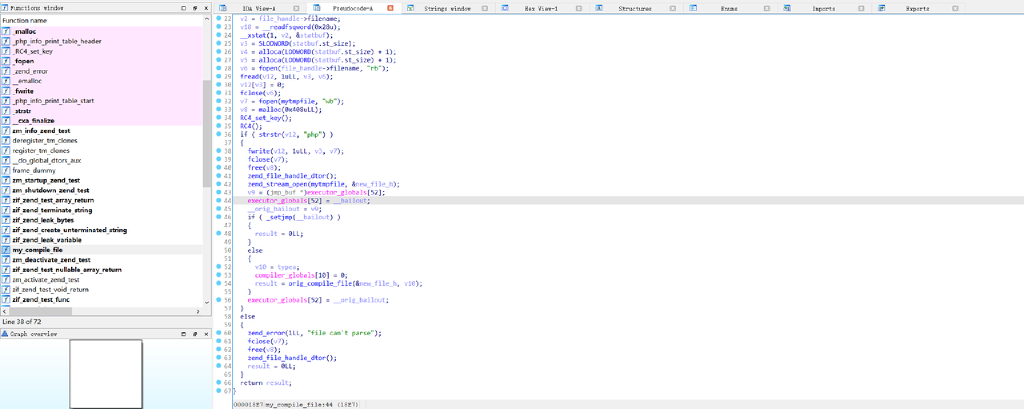 Functions window
Function name
_malloc
_php_info_print_table_header
_RC4_set_key
_fopen
_zend_error
__emalloc
_fwrite
_php_info_print_table_start
_strstr
__cxa_finalize
zm_info_zend_test
deregister_tm_clones
register_tm_clones
__do_global_dtors_aux
frame_dummy
zm_startup_zend_test
zm_shutdown_zend_test
zif_zend_test_array_return
zif_zend_terminate_string
zif_zend_leak_bytes
zif_zend_create_unterminated_string
zif_zend_leak_variable
my_compile_file
zm_deactivate_zend_test
zif_zend_test_nullable_array_return
zm_activate_zend_test
zif_zend_test_void_return
zif_zend_test_func
Line 38 of 72
Graph overview
IDA View-A
Pseudocode-A
Strings window
Hex View-1
Structures
Enums
Imports
Exports
22 v2 = file_handle->filename;
23 v18 = __readfsqword(0x28u);
24 __xstat(1, v2, &statbuf);
25 v3 = SLODWORD(statbuf.st_size);
26 v4 = alloca(LODWORD(statbuf.st_size) + 1);
27 v5 = alloca(LODWORD(statbuf.st_size) + 1);
28 v6 = fopen(file_handle->filename, "rb");
29 fread(v12, 1uLL, v3, v6);
30 v12[v3] = 0;
31 fclose(v6);
32 v7 = fopen(mytmpfile, "wb");
33 v8 = malloc(0x408uLL);
34 RC4_set_key();
35 RC4();
36 if ( strstr(v12, "php") )
37 {
38 fwrite(v12, 1uLL, v3, v7);
39 fclose(v7);
40 free(v8);
41 zend_file_handle_dtor();
42 zend_stream_open(mytmpfile, &new_file_h);
43 v9 = (jmp_buf *)executor_globals[52];
44 executor_globals[52] = __bailout;
45 __orig_bailout = v9;
46 if ( _setjmp(__bailout) )
47 {
48 result = 0LL;
49 }
50 else
51 {
52 v10 = typea;
53 compiler_globals[10] = 0;
54 result = orig_compile_file(&new_file_h, v10);
55 }
56 executor_globals[52] = __orig_bailout;
57 }
58 else
59 {
60 zend_error(1LL, "file can't parse");
61 fclose(v7);
62 free(v8);
63 zend_file_handle_dtor();
64 result = 0LL;
65 }
66 return result;
67 }
000018E7 my_compile_file:44 (18E7)